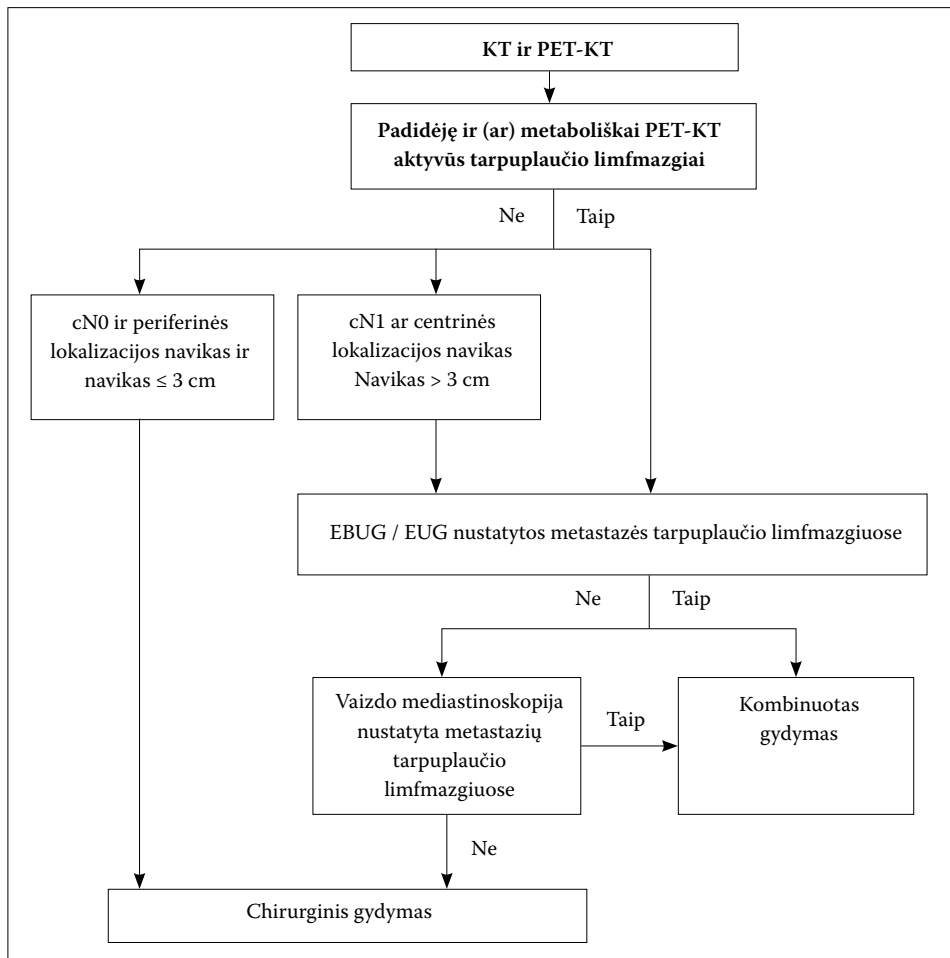 KT ir PET-KT
Padidėję ir (ar) metaboliškai PET-KT
aktyvūs tarpuplaučio limfmazgiai
Ne
Taip
cN0 ir periferinės
lokalizacijos navikas ir
navikas ≤ 3 cm
cN1 ar centrinės
lokalizacijos navikas
Navikas > 3 cm
EBUG / EUG nustatytos metastazės tarpuplaučio limfmazgiuose
Ne
Taip
Vaizdo mediastinoskopija
nustatyta metastazių
tarpuplaučio
limfmazgiuose
Taip
Kombinuotas
gydymas
Ne
Chirurginis gydymas